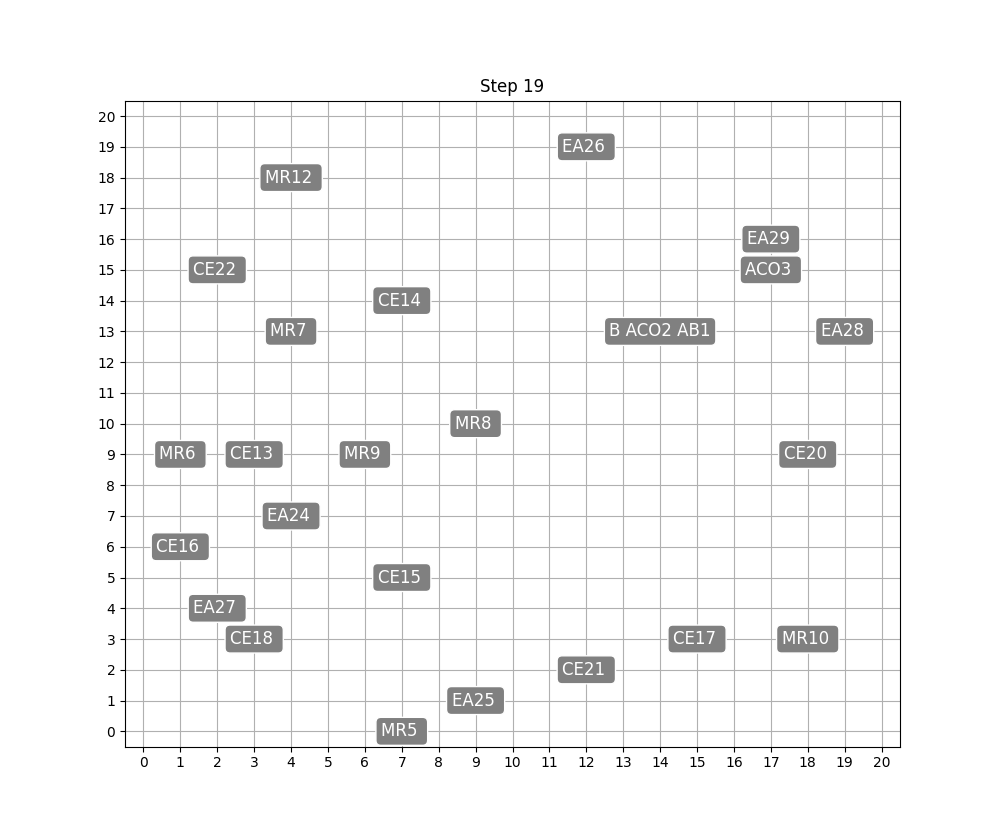 Step 19
20
19
EA26
18
MR12
17
16
EA29
15
CE22
ACO3
14
CE14
13
MR7
B ACO2 AB1
EA28
12
11
10
MR8
9
MR6
CE13
MR9
CE20
8
7
EA24
6
CE16
5
CE15
4
EA27
3
CE18
CE17
MR10
2
CE21
1
EA25
0
MR5
0 1 2 3 4 5 6 7 8 9 10 11 12 13 14 15 16 17 18 19 20